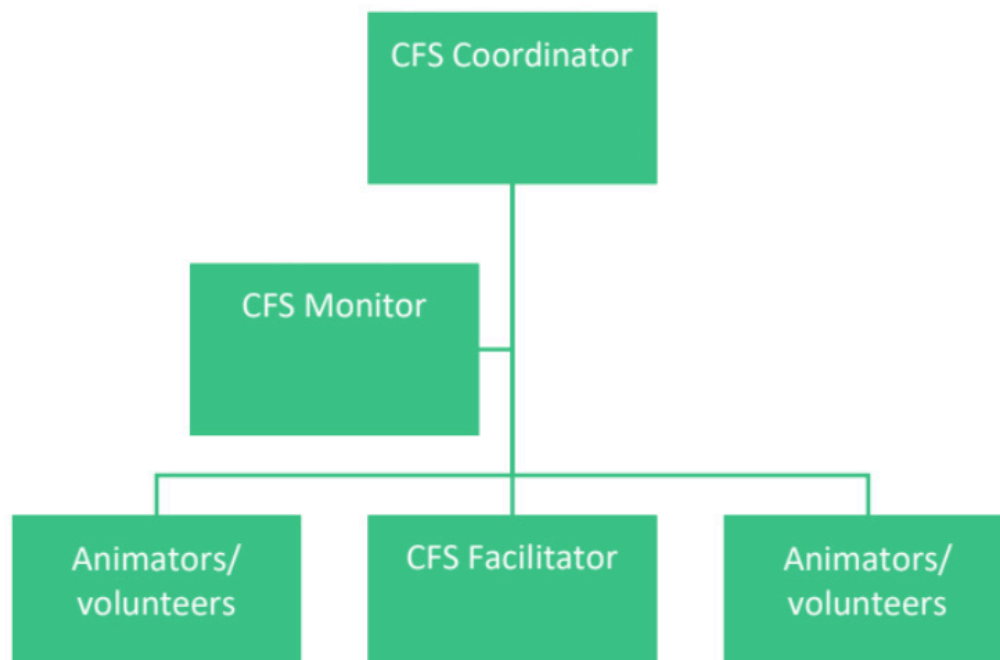 CFS Coordinator
CFS Monitor
Animators/
volunteers
CFS Facilitator
Animators/
volunteers